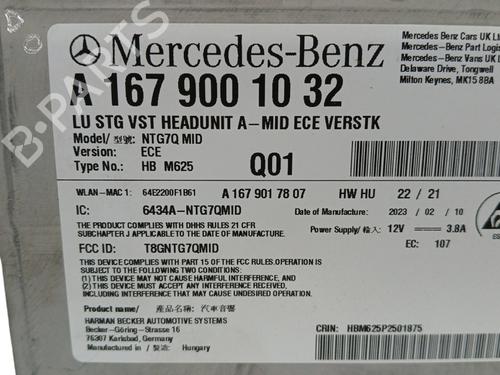 Mercedes-Benz
Mercedes Benz Cars UK
Mercedes-Benz Part Logis
Mercedes-Benz Vans UK L
Delaware Drive, Tongwell
Milton Keynes, MK15 8BA
A 167 900 10 32
LU STG VST HEADUNIT A-MID ECE VERSTK
Model/ 型號: NTG7Q MID
Version: ECE
Type No.: HB M625
Q01
WLAN-MAC 1: 64E2200F1B61
A 167 901 78 07
HW HU 22 / 21
IC: 6434A-NTG7QMID
Date of Manufacture: 2023 / 02 / 10
THE PRODUCT COMPLIES WITH DHHS RULES 21 CFR
SUBCHAPTER J APPLICABLE TO THE DATE OF MANUFACTURE.
Power Supply/ 輸入: 12V 3.8A
EC: 107
FCC ID: T8GNTG7QMID
THIS DEVICE COMPLIES WITH PART 15 OF THE FCC RULES.OPERATION IS
SUBJECT TO THE FOLLOWING TWO CONDITIONS:
(1) THIS DEVICE MAY NOT CAUSE HARMFUL INTERFERENCE, AND
(2) THIS DEVICE MUST ACCEPT ANY INTERFERENCE RECEIVED,
INCLUDING INTERFERENCE THAT MAY CAUSE UNDESIRED OPERATION.
Product name/ 產品名稱: 汽車音響
HARMAN BECKER AUTOMOTIVE SYSTEMS
Becker-Göring-Strasse 16
76307 Karlsbad, Germany
Manufactured in / Hungary
CRIN: HBM625P2501875
B-PARTS